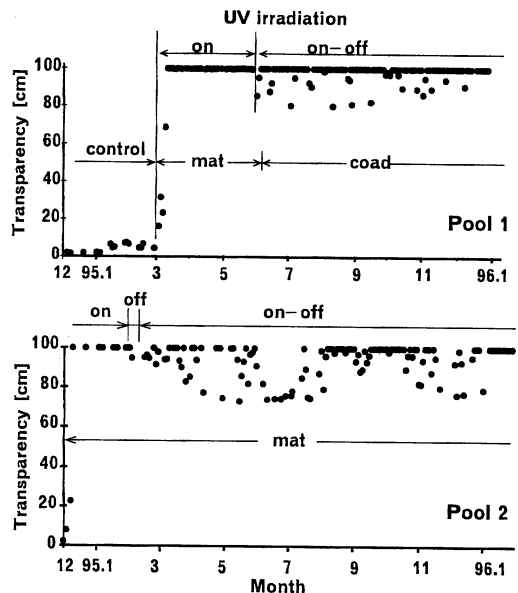 UV irradiation
on on-off
100
80
60
40
20
0
Transparency [cm]
control mat coad
Pool 1
12 95.1 3 5 7 9 11 96.1
on off on-off
100
80
60
40
20
0
Transparency [cm]
mat
Pool 2
12 95.1 3 5 7 9 11 96.1
Month